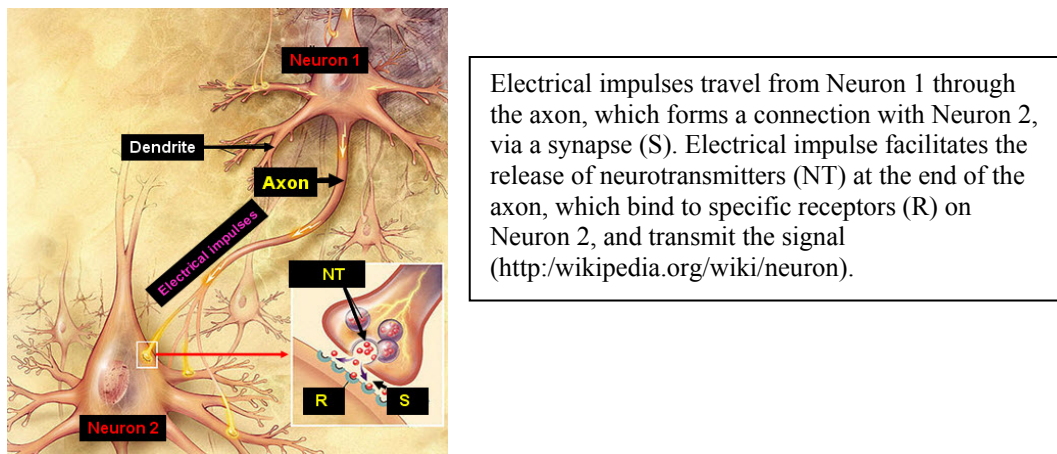 Neuron 1
Dendrite
Axon
Electrical impulses
NT
R
S
Neuron 2
Electrical impulses travel from Neuron 1 through
the axon, which forms a connection with Neuron 2,
via a synapse (S). Electrical impulse facilitates the
release of neurotransmitters (NT) at the end of the
axon, which bind to specific receptors (R) on
Neuron 2, and transmit the signal
(http:/wikipedia.org/wiki/neuron).